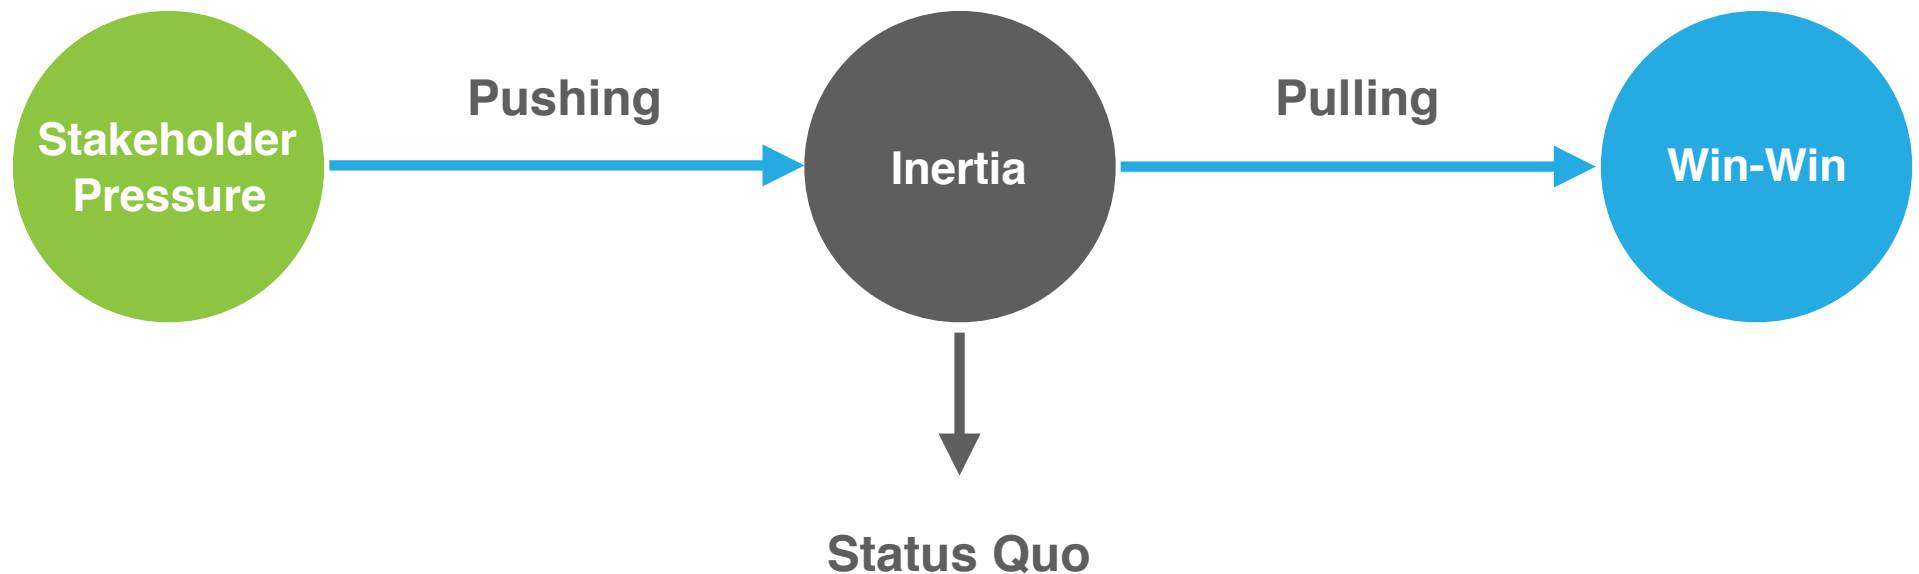 Pushing
Pulling
Stakeholder
Pressure
Inertia
Win-Win
Status Quo